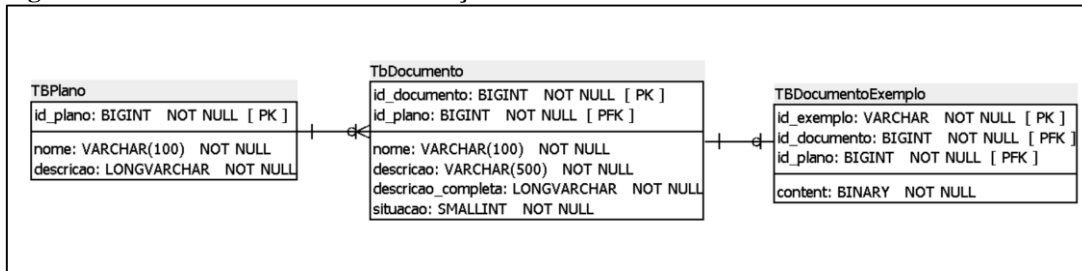 TBPlano
id_plano: BIGINT NOT NULL [ PK ]
nome: VARCHAR(100) NOT NULL
descricao: LONGVARCHAR NOT NULL
TbDocumento
id_documento: BIGINT NOT NULL [ PK ]
id_plano: BIGINT NOT NULL [ PFK ]
nome: VARCHAR(100) NOT NULL
descricao: VARCHAR(500) NOT NULL
descricao_completa: LONGVARCHAR NOT NULL
situacao: SMALLINT NOT NULL
TBDocumentoExemplo
id_exemplo: VARCHAR NOT NULL [ PK ]
id_documento: BIGINT NOT NULL [ PFK ]
id_plano: BIGINT NOT NULL [ PFK ]
content: BINARY NOT NULL